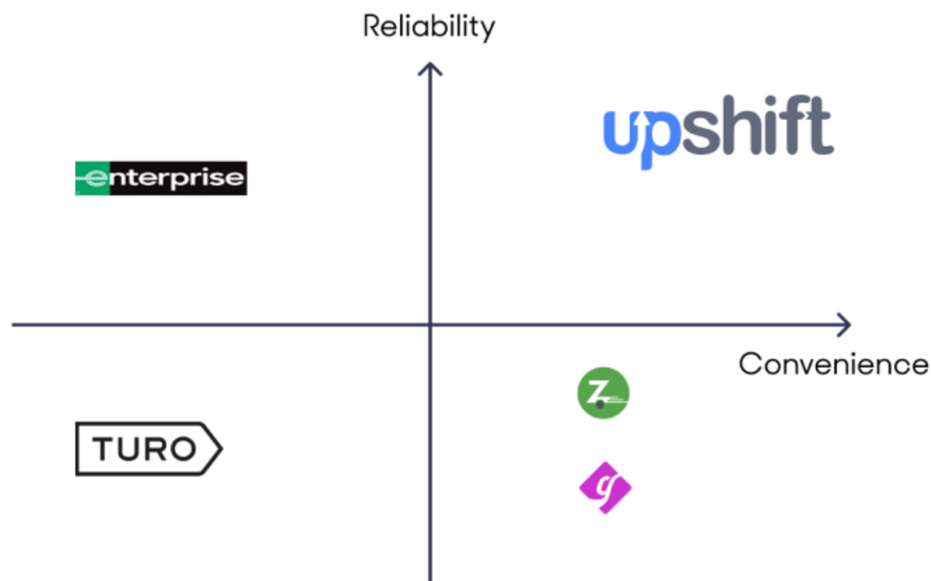 Reliability
upshift
enterprise
Convenience
Z
TURO
g